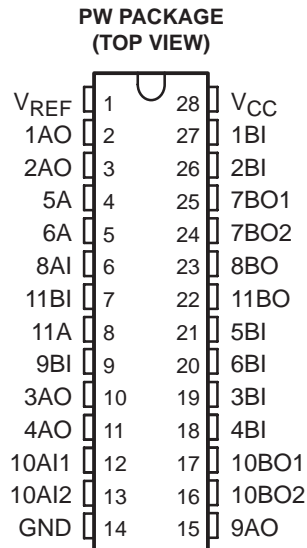 PW PACKAGE
(TOP VIEW)
VREF 1 28 VCC
1AO 2 27 1BI
2AO 3 26 2BI
5A 4 25 7BO1
6A 5 24 7BO2
8AI 6 23 8BO
11BI 7 22 11BO
11A 8 21 5BI
9BI 9 20 6BI
3AO 10 19 3BI
4AO 11 18 4BI
10AI1 12 17 10BO1
10AI2 13 16 10BO2
GND 14 15 9AO